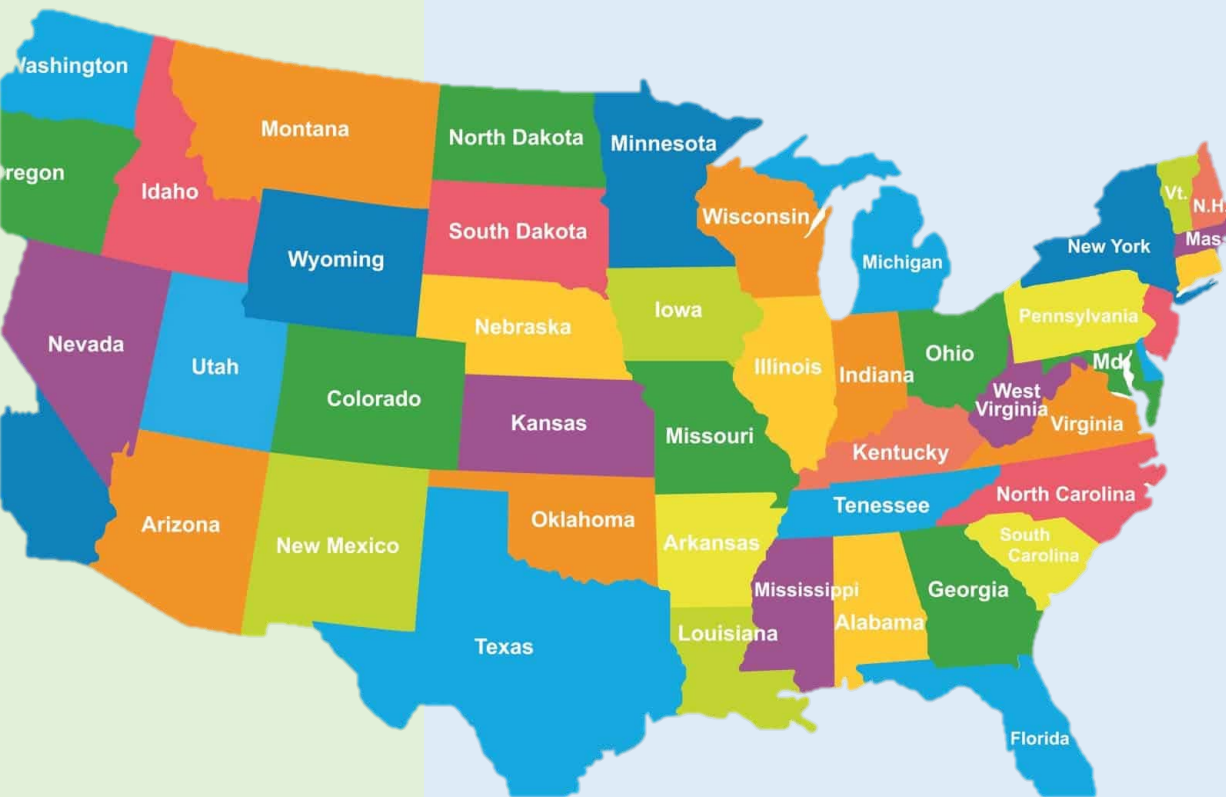 Washington
regon
Montana
Idaho
North Dakota
South Dakota
Minnesota
Wisconsin
Michigan
Vt.
N.H.
Mas
New York
Wyoming
Nebraska
Iowa
Pennsylvania
Nevada
Utah
Colorado
Kansas
Missouri
Illinois
Indiana
Ohio
Md
West
Virginia
Virginia
Kentucky
North Carolina
Tenessee
South
Carolina
Arizona
New Mexico
Oklahoma
Arkansas
Mississippi
Alabama
Georgia
Texas
Louisiana
Florida